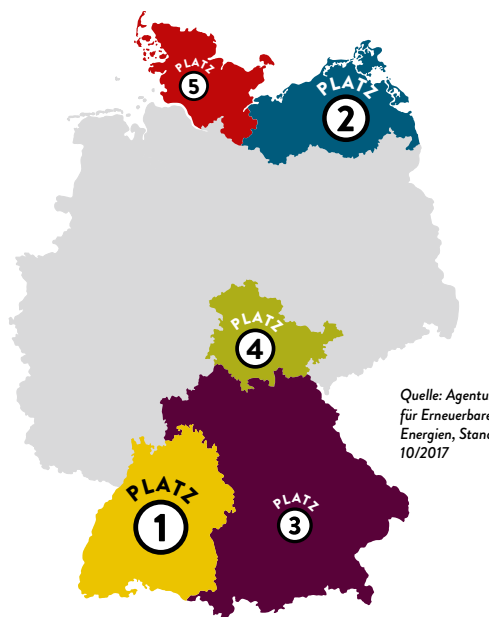 PLATZ
5
PLATZ
2
PLATZ
4
Quelle: Agentu
für Erneuerbare
Energien, Stand
10/2017
PLATZ
1
PLATZ
3